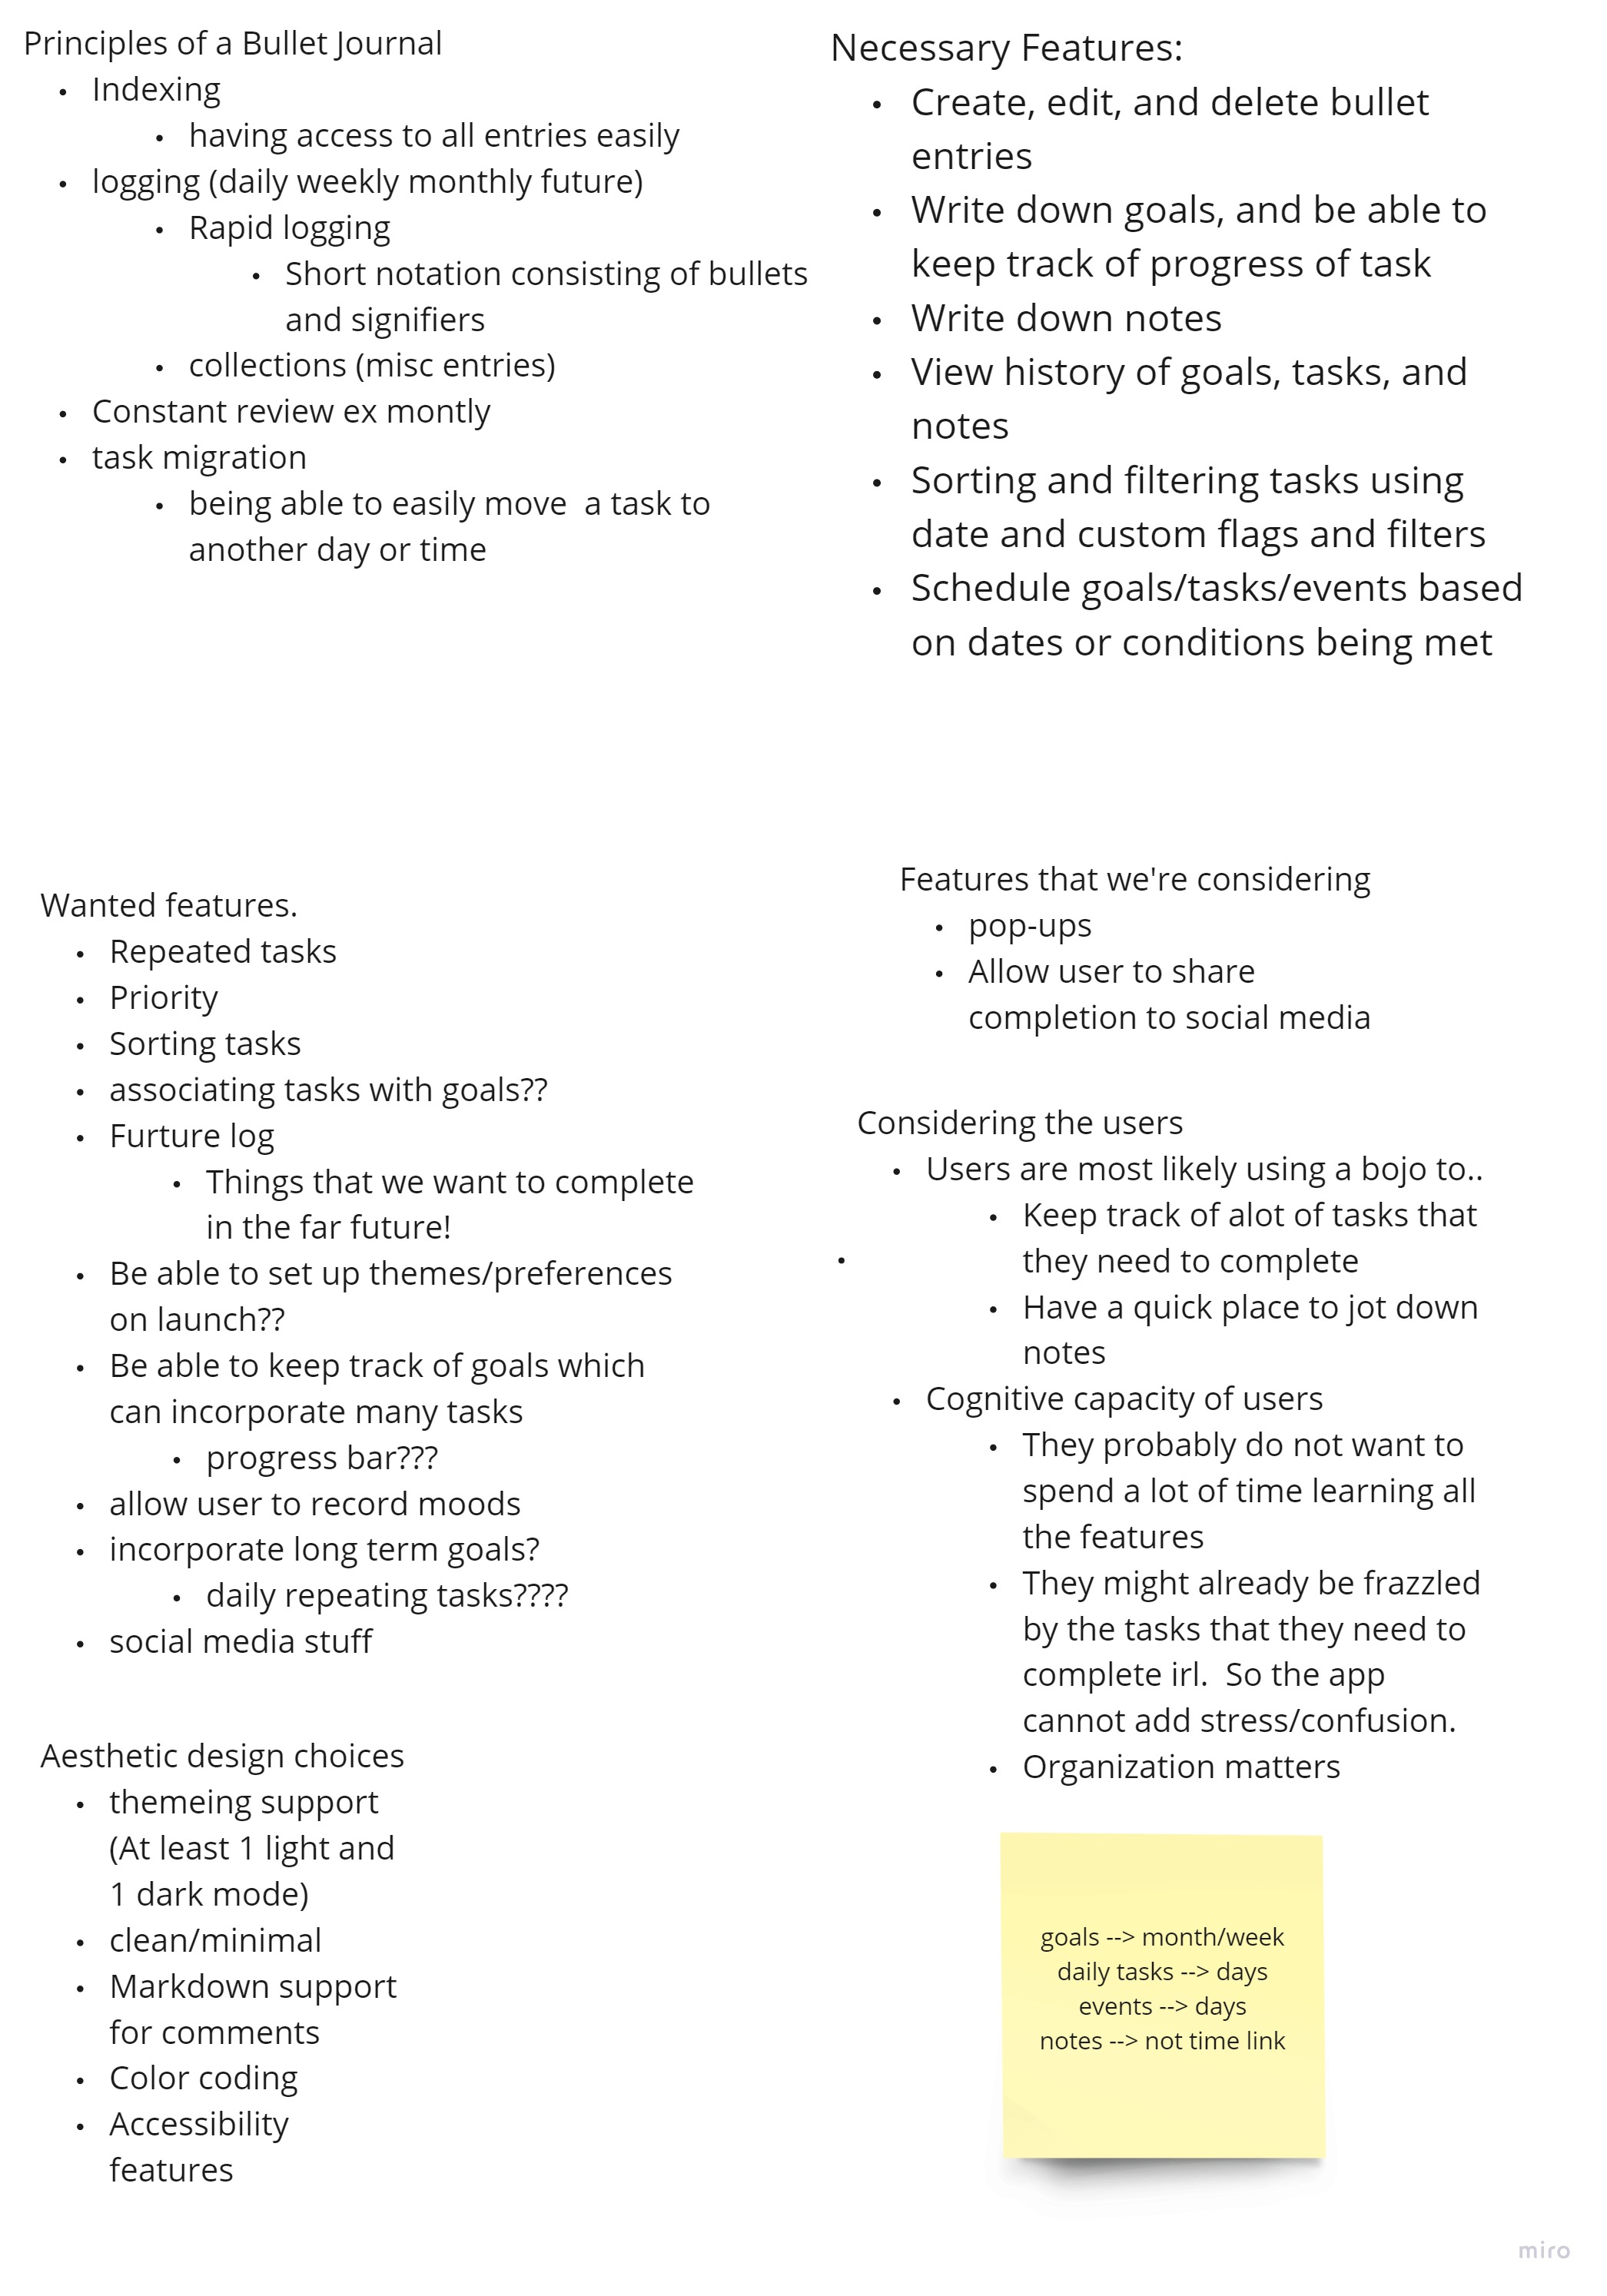 Principles of a Bullet Journal
• Indexing
• having access to all entries easily
• logging (daily weekly monthly future)
• Rapid logging
• Short notation consisting of bullets
and signifiers
• collections (misc entries)
• Constant review ex montly
• task migration
• being able to easily move  a task to
another day or time
Necessary Features:
• Create, edit, and delete bullet
entries
• Write down goals, and be able to
keep track of progress of task
• Write down notes
• View history of goals, tasks, and
notes
• Sorting and filtering tasks using
date and custom flags and filters
• Schedule goals/tasks/events based
on dates or conditions being met
Wanted features.
• Repeated tasks
• Priority
• Sorting tasks
• associating tasks with goals??
• Furture log
• Things that we want to complete
in the far future!
• Be able to set up themes/preferences
on launch??
• Be able to keep track of goals which
can incorporate many tasks
• progress bar???
• allow user to record moods
• incorporate long term goals?
• daily repeating tasks????
• social media stuff
Features that we're considering
• pop-ups
• Allow user to share
completion to social media
Considering the users
• Users are most likely using a bojo to..
• Keep track of alot of tasks that
they need to complete
• Have a quick place to jot down
notes
• Cognitive capacity of users
• They probably do not want to
spend a lot of time learning all
the features
• They might already be frazzled
by the tasks that they need to
complete irl.  So the app
cannot add stress/confusion.
• Organization matters
•
Aesthetic design choices
• themeing support
(At least 1 light and
1 dark mode)
• clean/minimal
• Markdown support
for comments
• Color coding
• Accessibility
features
goals --> month/week
daily tasks --> days
events --> days
notes --> not time link
miro